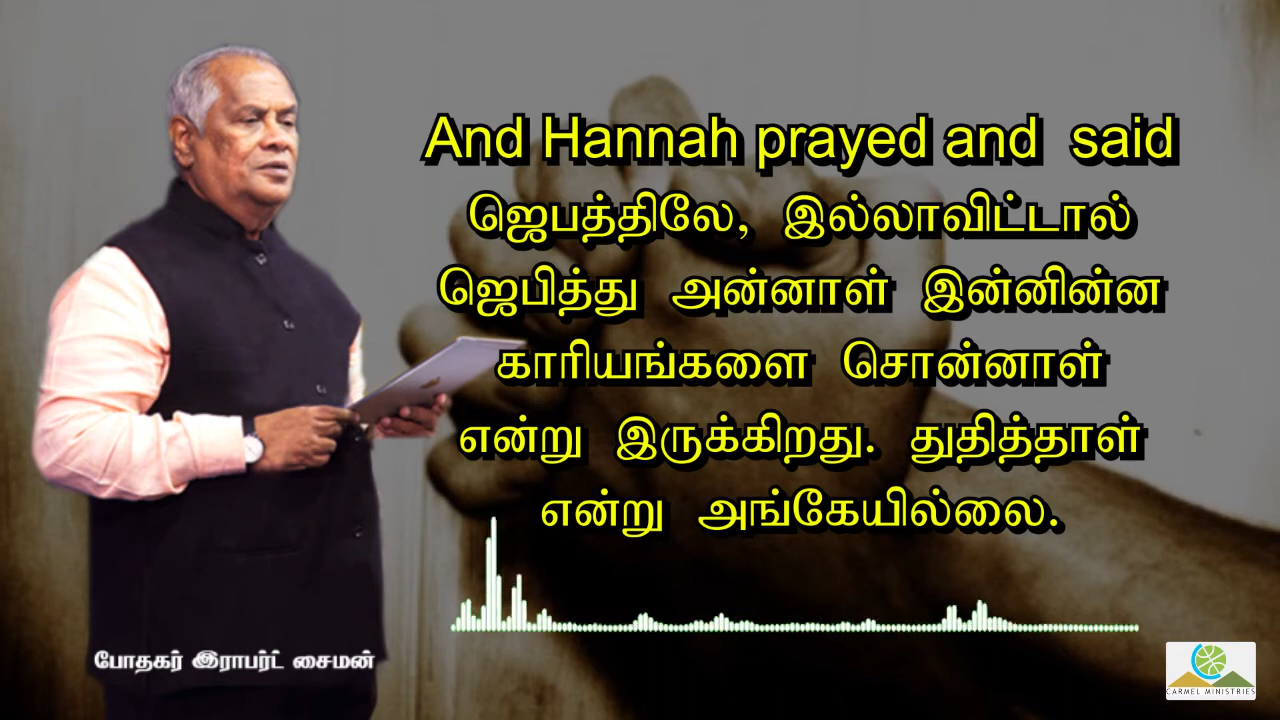 And Hannah prayed and said
ஜெபத்திலே, இல்லாவிட்டால்
ஜெபித்து அன்னாள் இன்னின்ன
காரியங்களை சொன்னாள்
என்று இருக்கிறது. துதித்தாள்
என்று அங்கேயில்லை.
போதகர் இராபர்ட் சைமன்
CARMEL MINISTRIES